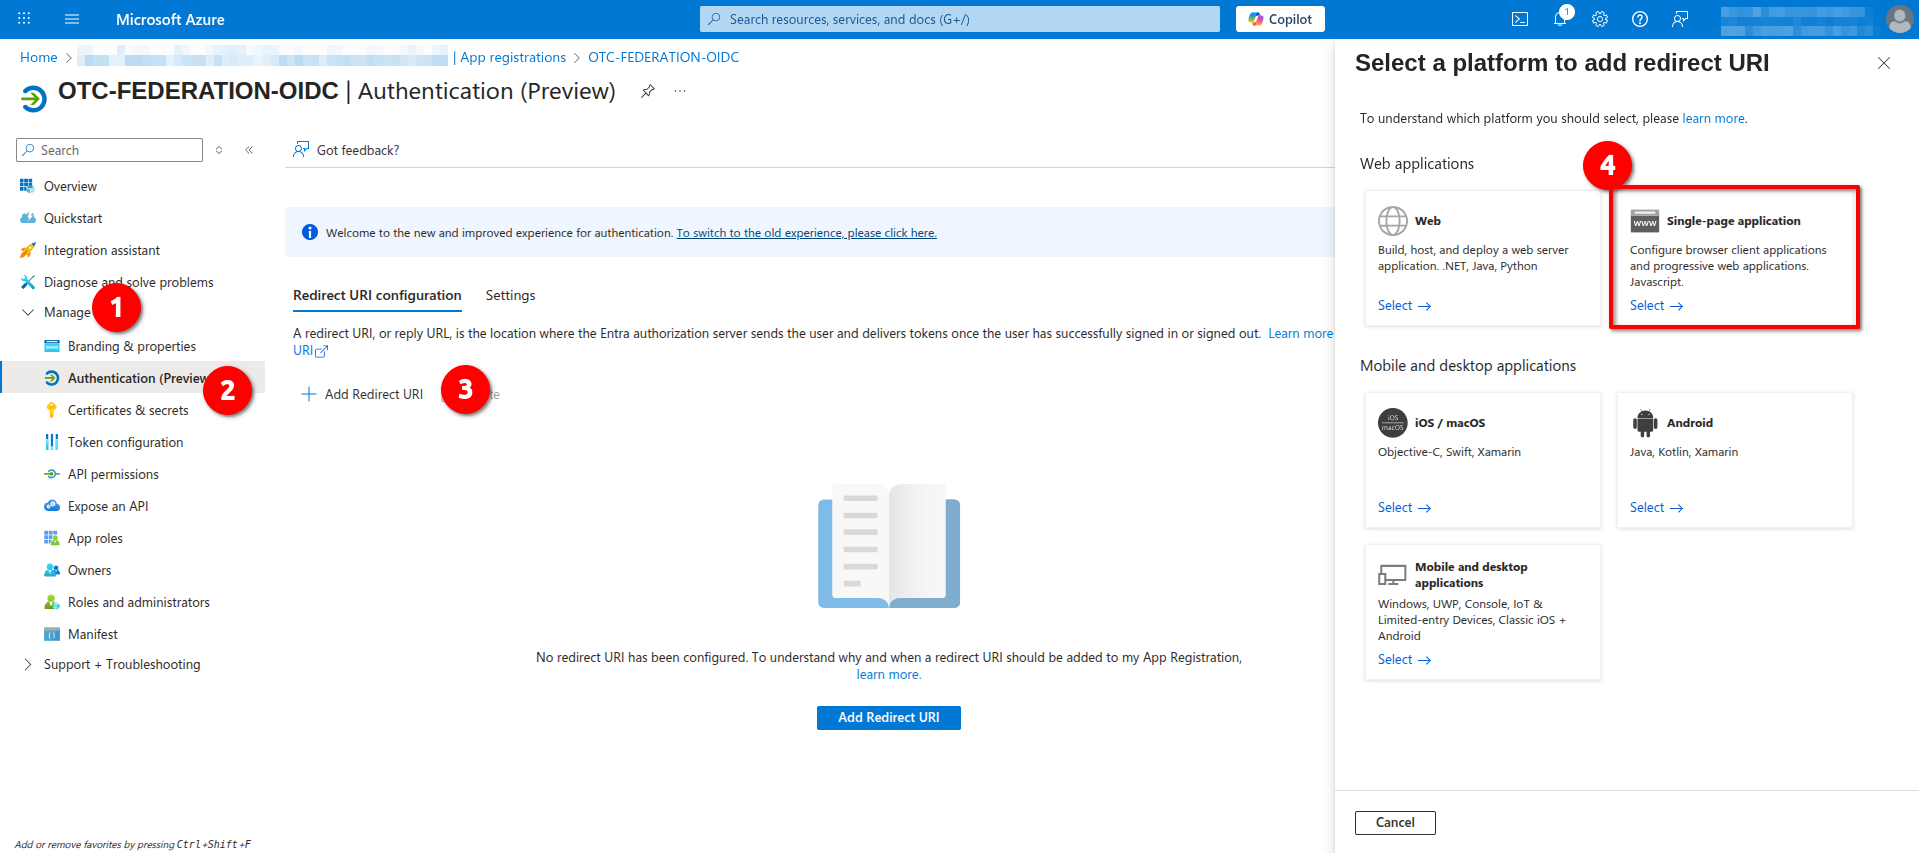 Microsoft Azure
Search resources, services, and docs (G+/)
Copilot
1
Home
| App registrations
OTC-FEDERATION-OIDC
OTC-FEDERATION-OIDC | Authentication (Preview)
Search
Overview
Quickstart
Integration assistant
Diagnose and solve problems
Manage
1
Branding & properties
Authentication (Preview
2
Certificates & secrets
Token configuration
API permissions
Expose an API
App roles
Owners
Roles and administrators
Manifest
Support + Troubleshooting
Add or remove favorites by pressing Ctrl+Shift+F
Got feedback?
Welcome to the new and improved experience for authentication. To switch to the old experience, please click here.
Redirect URI configuration
Settings
A redirect URI, or reply URL, is the location where the Entra authorization server sends the user and delivers tokens once the user has successfully signed in or signed out. Learn more
URI
Add Redirect URI
3
No redirect URI has been configured. To understand why and when a redirect URI should be added to my App Registration,
learn more.
Add Redirect URI
Select a platform to add redirect URI
To understand which platform you should select, please learn more.
Web applications
4
Web
Build, host, and deploy a web server
application. .NET, Java, Python
Select
www
Single-page application
Configure browser client applications
and progressive web applications.
Javascript.
Select
Mobile and desktop applications
iOS
macOS
iOS / macOS
Objective-C, Swift, Xamarin
Select
Android
Java, Kotlin, Xamarin
Select
Mobile and desktop
applications
Windows, UWP, Console, IoT &
Limited-entry Devices, Classic iOS +
Android
Select
Cancel